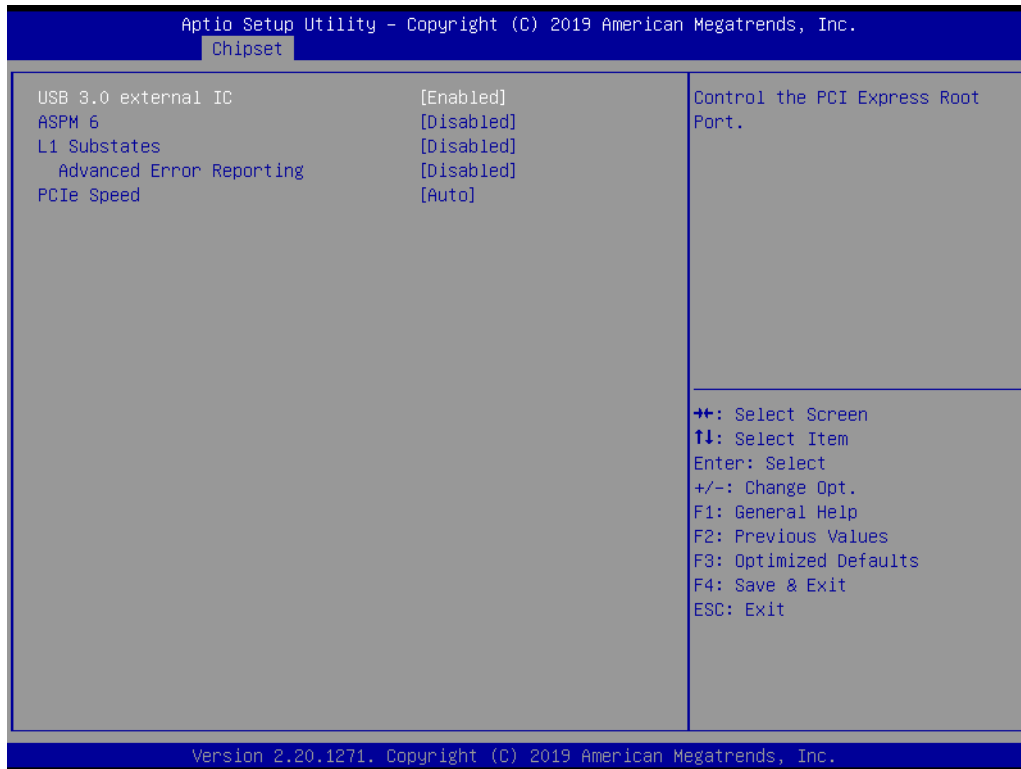 Aptio Setup Utility – Copyright (C) 2019 American Megatrends, Inc.
Chipset
USB 3.0 external IC [Enabled]
ASPM 6 [Disabled]
L1 Substates [Disabled]
Advanced Error Reporting [Disabled]
PCIe Speed [Auto]
Control the PCI Express Root
Port.
→←: Select Screen
↑↓: Select Item
Enter: Select
+/-: Change Opt.
F1: General Help
F2: Previous Values
F3: Optimized Defaults
F4: Save & Exit
ESC: Exit
Version 2.20.1271. Copyright (C) 2019 American Megatrends, Inc.